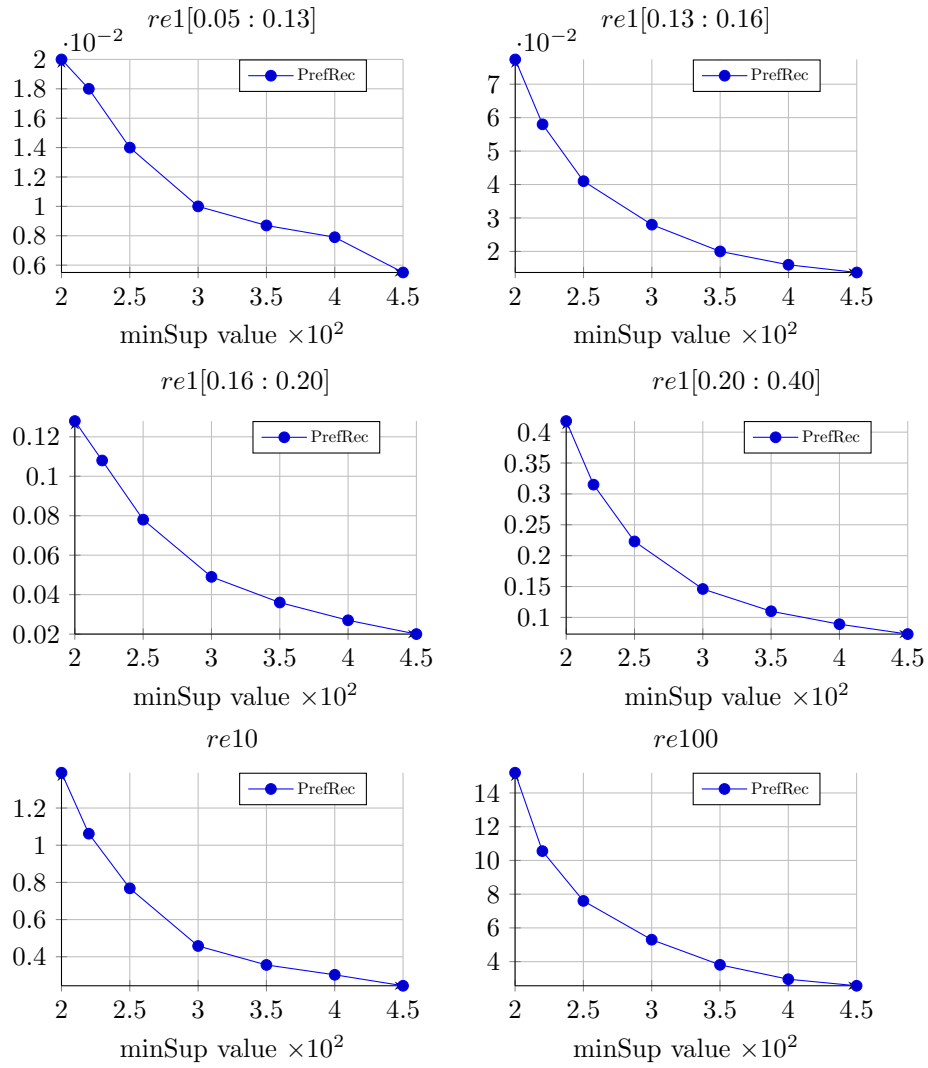 re1[0.05 : 0.13]
·10⁻²
PrefRec
2
1.8
1.6
1.4
1.2
1
0.8
0.6
2 2.5 3 3.5 4 4.5
minSup value ×10²
re1[0.13 : 0.16]
·10⁻²
PrefRec
7
6
5
4
3
2
2 2.5 3 3.5 4 4.5
minSup value ×10²
re1[0.16 : 0.20]
PrefRec
0.12
0.1
0.08
0.06
0.04
0.02
2 2.5 3 3.5 4 4.5
minSup value ×10²
re1[0.20 : 0.40]
PrefRec
0.4
0.35
0.3
0.25
0.2
0.15
0.1
2 2.5 3 3.5 4 4.5
minSup value ×10²
re10
PrefRec
1.2
1
0.8
0.6
0.4
2 2.5 3 3.5 4 4.5
minSup value ×10²
re100
PrefRec
14
12
10
8
6
4
2 2.5 3 3.5 4 4.5
minSup value ×10²